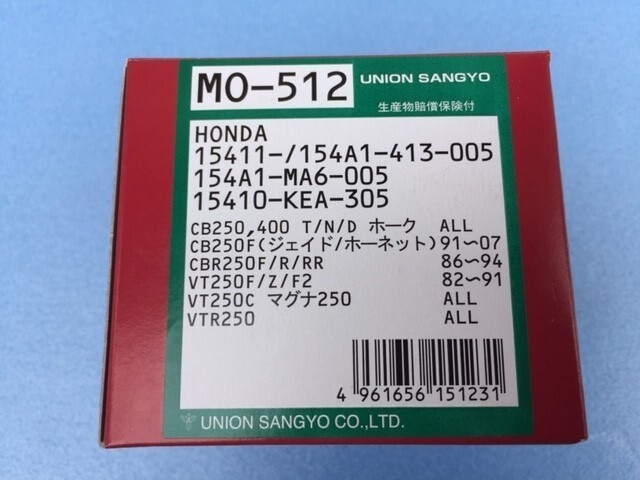 MO-512 UNION SANGYO
生産物賠償保険付
HONDA
15411-/154A1-413-005
154A1-MA6-005
15410-KEA-305
CB250,400 T/N/D ホーク ALL
CB250F(ジェイド/ホーネット)91〜07
CBR250F/R/RR 86〜94
VT250F/Z/F2 82〜91
VT250C マグナ250 ALL
VTR250 ALL
4 961656 151231
UNION SANGYO CO.,LTD.